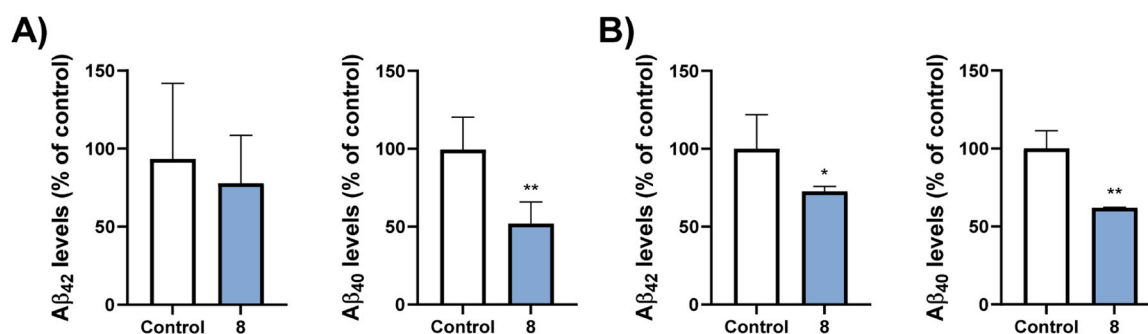 A)
Aβ42 levels (% of control)
150
100
50
0
Control 8
Aβ40 levels (% of control)
150
100
50
0
**
Control 8
B)
Aβ42 levels (% of control)
150
100
50
0
*
Control 8
Aβ40 levels (% of control)
150
100
50
0
**
Control 8